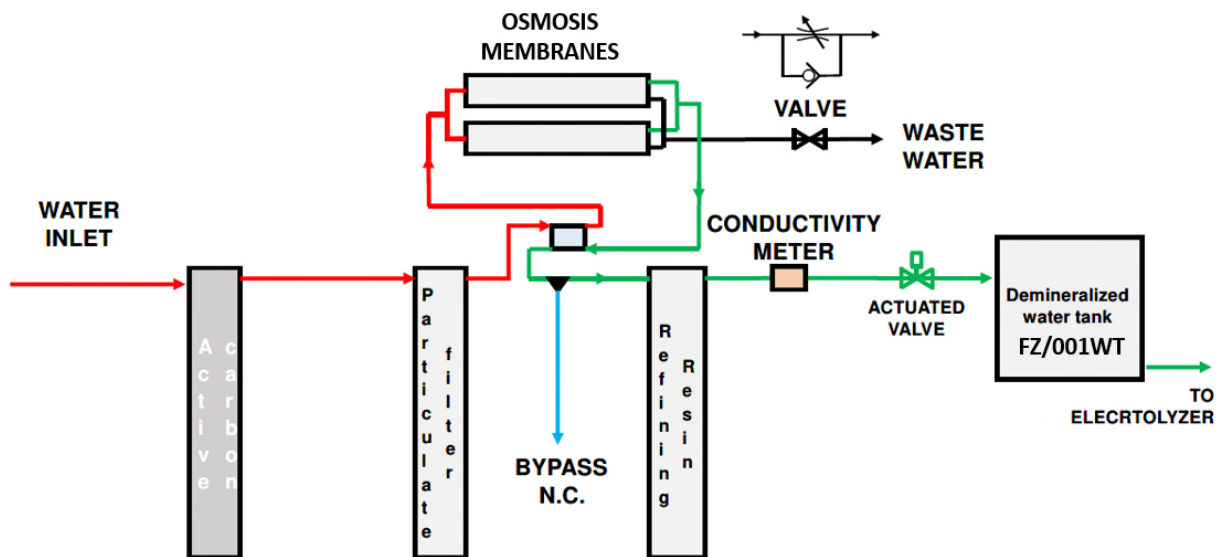 OSMOSIS
MEMBRANES
VALVE
WASTE
WATER
WATER
INLET
CONDUCTIVITY
METER
ACTUATED
VALVE
Demineralized
water tank
FZ/001WT
TO
ELECRTOLYZER
Active
carbon
Particulate
filter
BYPASS
N.C.
Refining
Resin